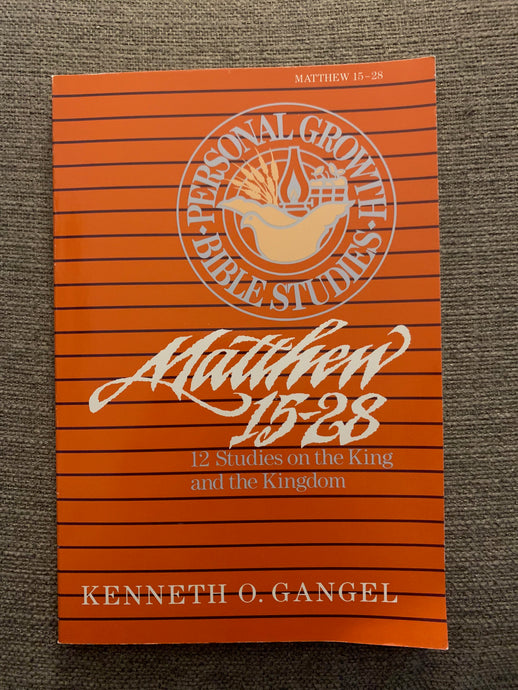 MATTHEW 15-28
PERSONAL GROWTH
BIBLE STUDIES
Matthew
15-28
12 Studies on the King
and the Kingdom
KENNETH O. GANGEL